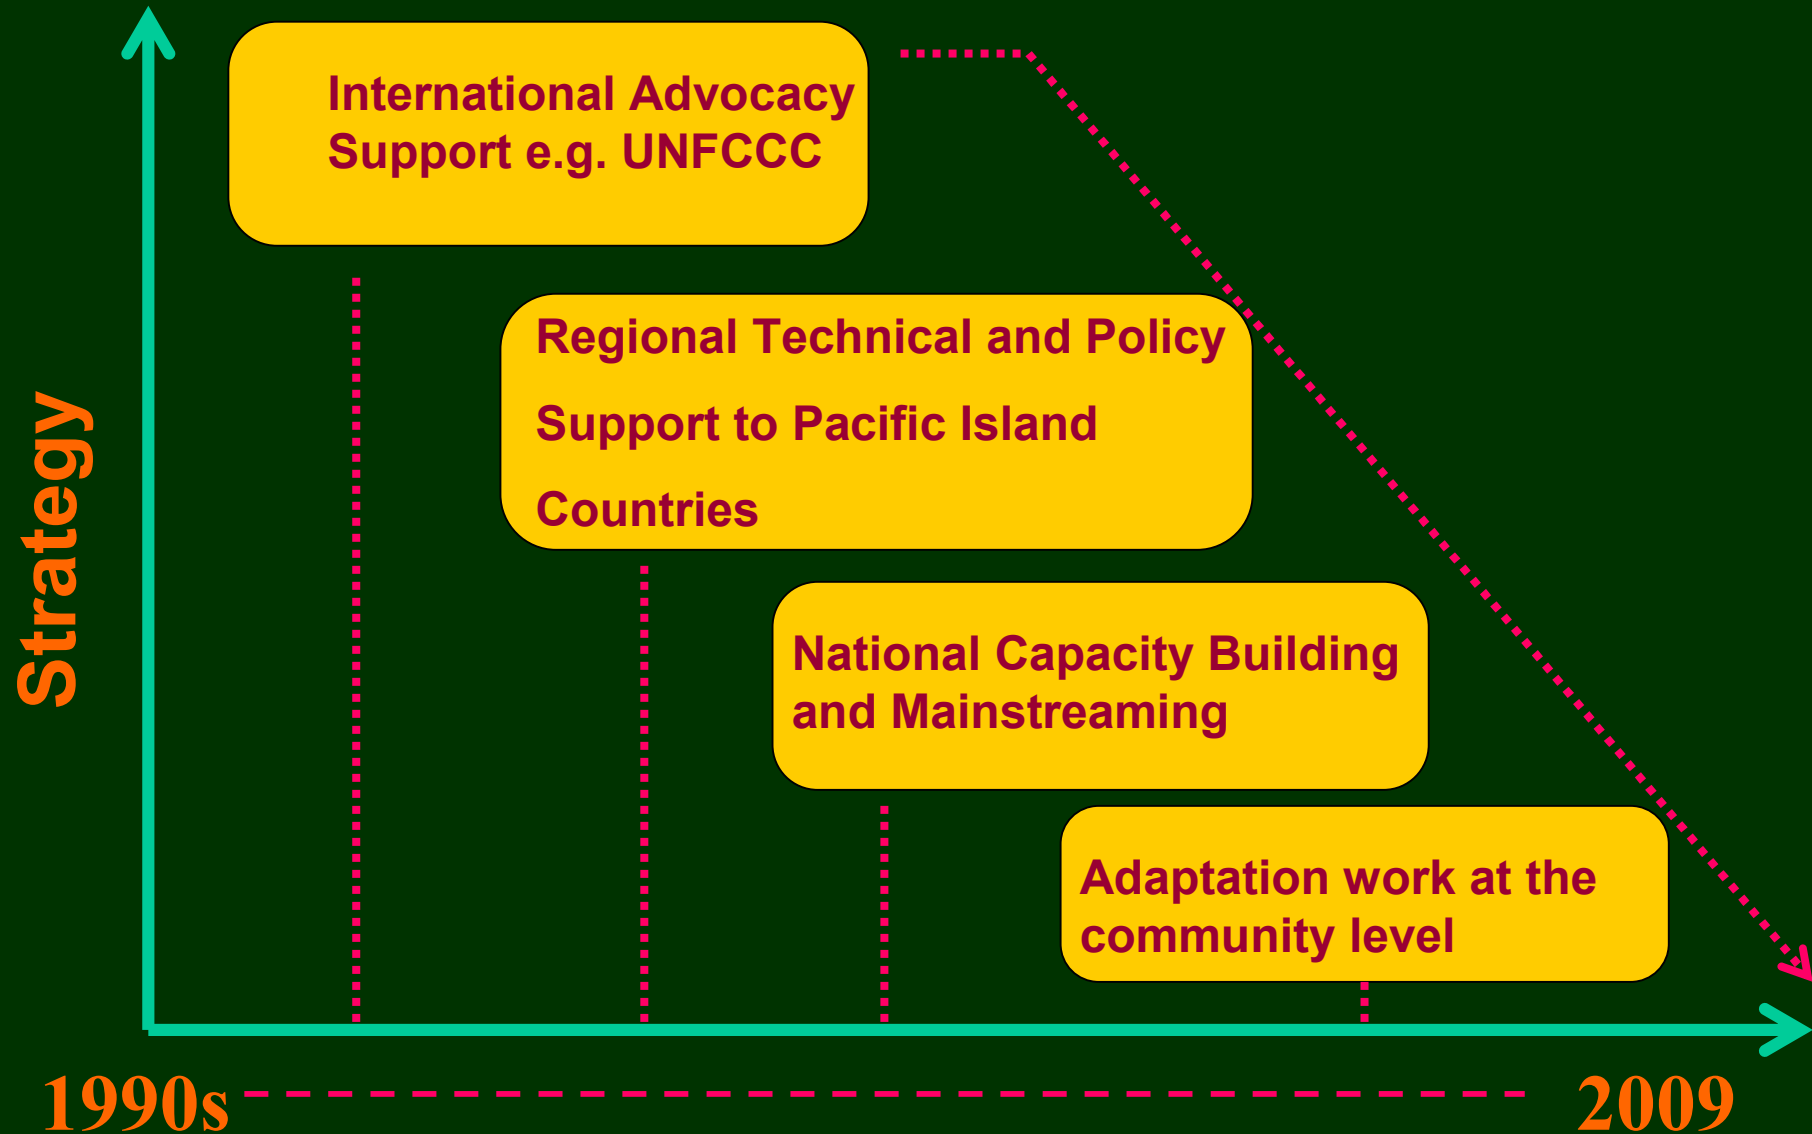 International Advocacy
Support e.g. UNFCCC
Regional Technical and Policy
Support to Pacific Island
Countries
Strategy
National Capacity Building
and Mainstreaming
Adaptation work at the
community level
1990s
2009